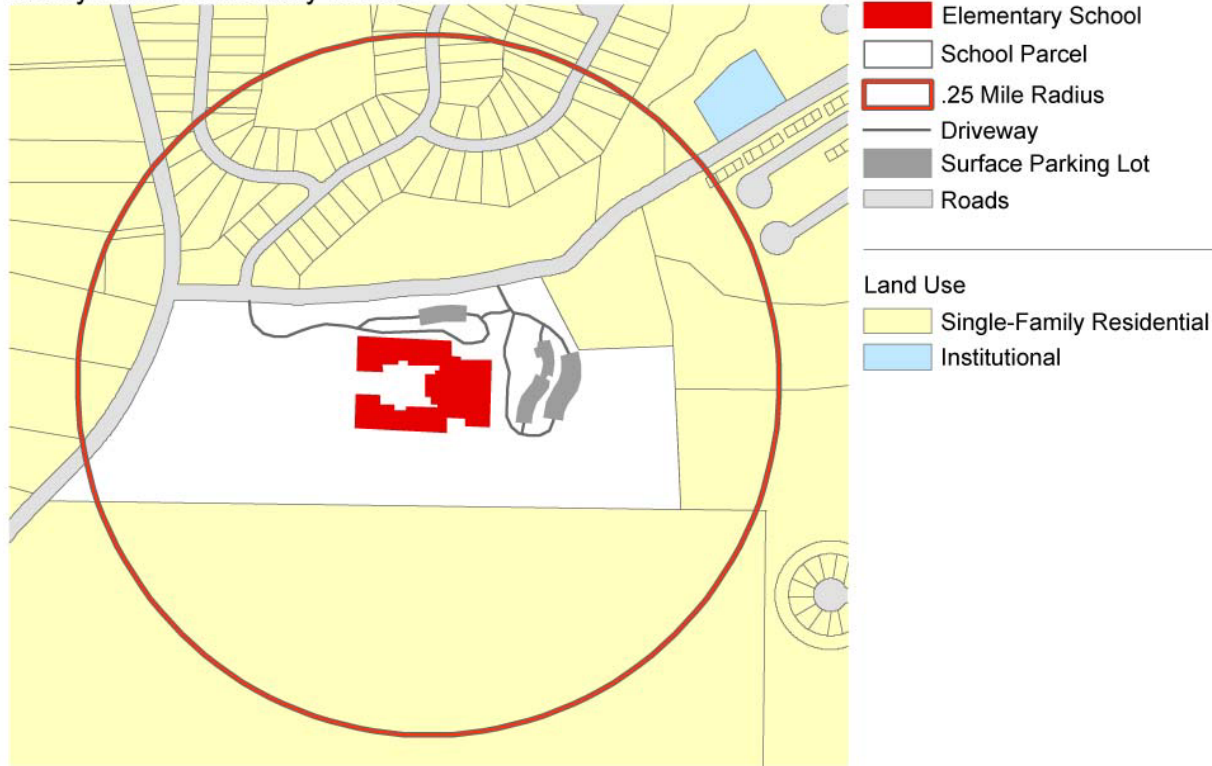 Elementary School
School Parcel
.25 Mile Radius
Driveway
Surface Parking Lot
Roads
Land Use
Single-Family Residential
Institutional